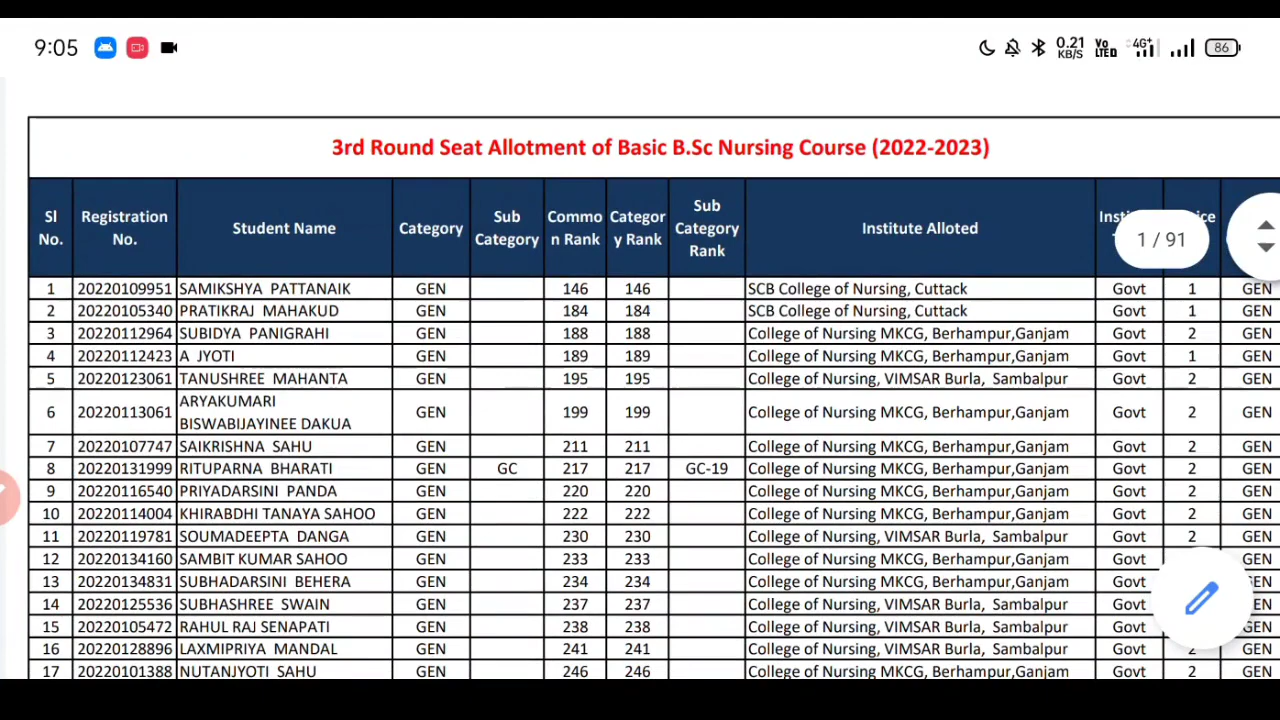 9:05 0.21 KB/S Vo LTE 4G+ 86
3rd Round Seat Allotment of Basic B.Sc Nursing Course (2022-2023)
Sl No. Registration No. Student Name Category Sub Category Commo n Rank Categor y Rank Sub Category Rank Institute Alloted
1 / 91
1 20220109951 SAMIKSHYA PATTANAIK GEN 146 146 SCB College of Nursing, Cuttack Govt 1 GEN
2 20220105340 PRATIKRAJ MAHAKUD GEN 184 184 SCB College of Nursing, Cuttack Govt 1 GEN
3 20220112964 SUBIDYA PANIGRAHI GEN 188 188 College of Nursing MKCG, Berhampur,Ganjam Govt 2 GEN
4 20220112423 A JYOTI GEN 189 189 College of Nursing MKCG, Berhampur,Ganjam Govt 1 GEN
5 20220123061 TANUSHREE MAHANTA GEN 195 195 College of Nursing, VIMSAR Burla, Sambalpur Govt 2 GEN
6 20220113061 ARYAKUMARI BISWABIJAYINEE DAKUA GEN 199 199 College of Nursing MKCG, Berhampur,Ganjam Govt 2 GEN
7 20220107747 SAIKRISHNA SAHU GEN 211 211 College of Nursing MKCG, Berhampur,Ganjam Govt 2 GEN
8 20220131999 RITUPARNA BHARATI GEN GC 217 217 GC-19 College of Nursing MKCG, Berhampur,Ganjam Govt 2 GEN
9 20220116540 PRIYADARSINI PANDA GEN 220 220 College of Nursing MKCG, Berhampur,Ganjam Govt 2 GEN
10 20220114004 KHIRABDHI TANAYA SAHOO GEN 222 222 College of Nursing MKCG, Berhampur,Ganjam Govt 2 GEN
11 20220119781 SOUMADEEPTA DANGA GEN 230 230 College of Nursing, VIMSAR Burla, Sambalpur Govt 2 GEN
12 20220134160 SAMBIT KUMAR SAHOO GEN 233 233 College of Nursing MKCG, Berhampur,Ganjam Govt GEN
13 20220134831 SUBHADARSINI BEHERA GEN 234 234 College of Nursing MKCG, Berhampur,Ganjam Govt
14 20220125536 SUBHASHREE SWAIN GEN 237 237 College of Nursing, VIMSAR Burla, Sambalpur Govt
15 20220105472 RAHUL RAJ SENAPATI GEN 238 238 College of Nursing, VIMSAR Burla, Sambalpur Govt
16 20220128896 LAXMIPRIYA MANDAL GEN 241 241 College of Nursing, VIMSAR Burla, Sambalpur Govt 2 GEN
17 20220101388 NUTANJYOTI SAHU GEN 246 246 College of Nursing MKCG, Berhampur,Ganjam Govt 2 GEN